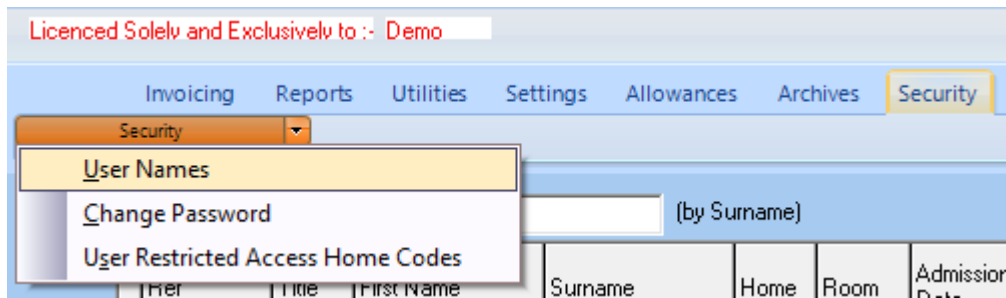 Licenced Solely and Exclusively to :- Demo
Invoicing Reports Utilities Settings Allowances Archives Security
Security
User Names
Change Password
(by Surname)
User Restricted Access Home Codes
Title First Name Surname Home Room Admission Date